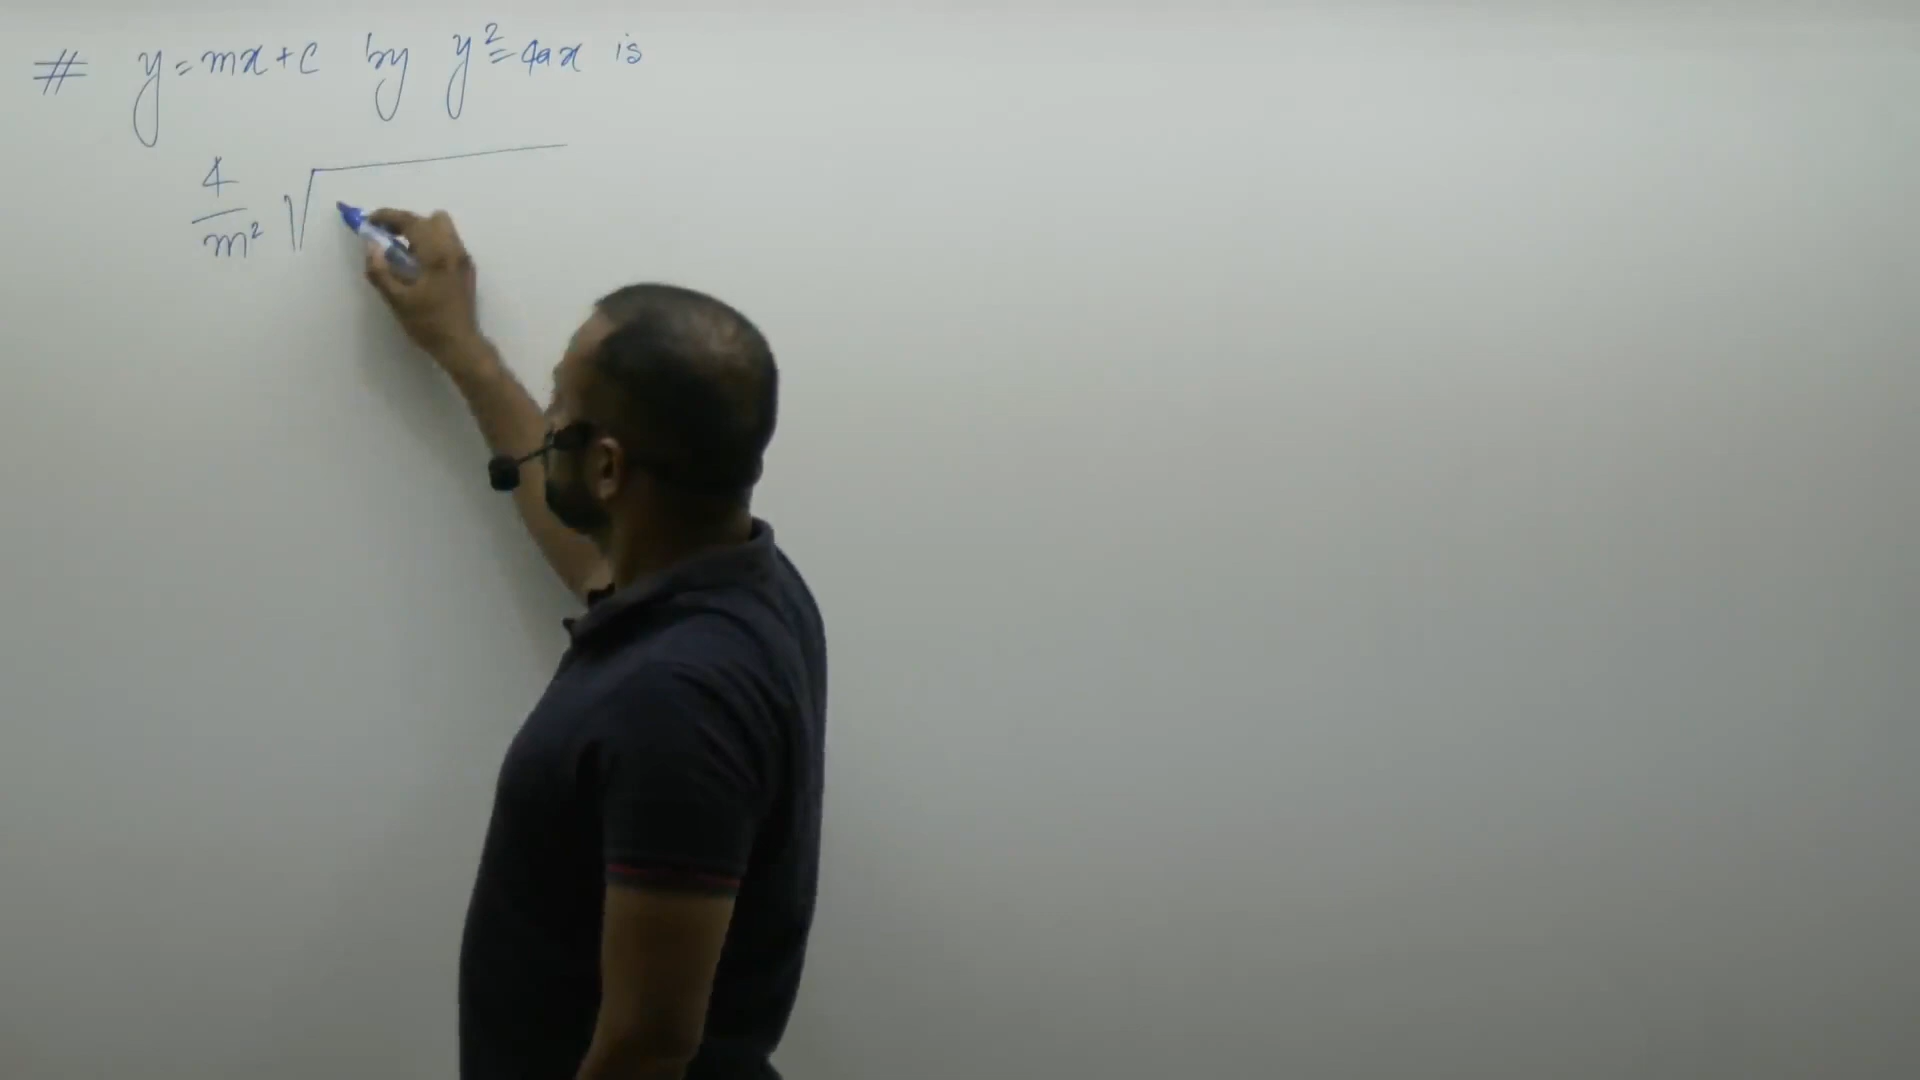 # y=mx+c by y²=4ax is
4/m² √